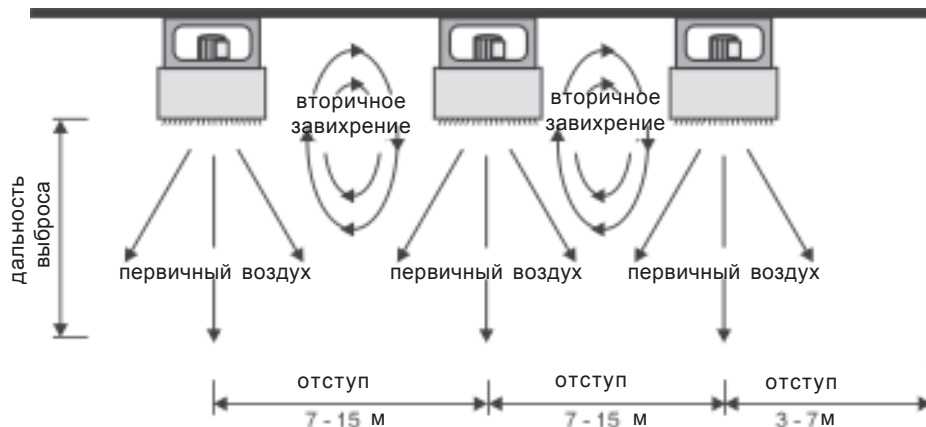 вторичное
завихрение
вторичное
завихрение
дальность
выброса
первичный воздух
первичный воздух
первичный воздух
отступ
отступ
отступ
7 - 15 м
7 - 15 м
3 - 7м